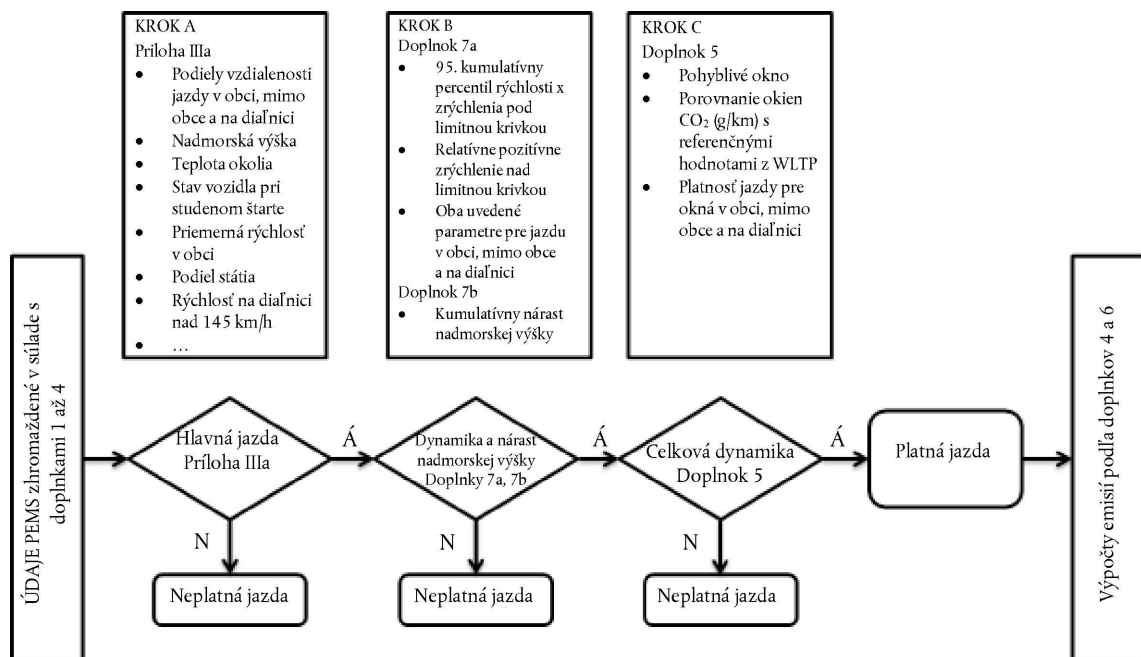 KROK A
Príloha IIIa
• Podiely vzdialenosti
jazdy v obci, mimo
obce a na diaľnici
• Nadmorská výška
• Teplota okolia
• Stav vozidla pri
studenom štarte
• Priemerná rýchlosť
v obci
• Podiel státia
• Rýchlosť na diaľnici
nad 145 km/h
• …
KROK B
Doplnok 7a
• 95. kumulatívny
percentil rýchlosti x
zrýchlenia pod
limitnou krivkou
• Relatívne pozitívne
zrýchlenie nad
limitnou krivkou
• Oba uvedené
parametre pre jazdu
v obci, mimo obce
a na diaľnici
Doplnok 7b
• Kumulatívny nárast
nadmorskej výšky
KROK C
Doplnok 5
• Pohyblivé okno
• Porovnanie okien
CO₂ (g/km) s
referenčnými
hodnotami z WLTP
• Platnosť jazdy pre
okná v obci, mimo
obce a na diaľnici
ÚDAJE PEMS zhromaždené v súlade s
doplnkami 1 až 4
Hlavná jazda
Príloha IIIa
Á
N
Neplatná jazda
Dynamika a nárast
nadmorskej výšky
Doplnky 7a, 7b
Á
N
Neplatná jazda
Celková dynamika
Doplnok 5
Á
N
Neplatná jazda
Platná jazda
Výpočty emisií podľa doplnkov 4 a 6